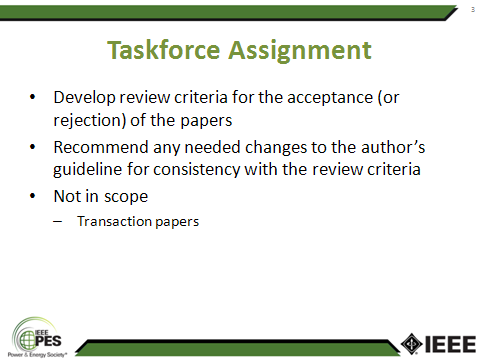 3
Taskforce Assignment
• Develop review criteria for the acceptance (or
rejection) of the papers
• Recommend any needed changes to the author’s
guideline for consistency with the review criteria
• Not in scope
– Transaction papers
IEEE
PES
Power & Energy Society®
IEEE